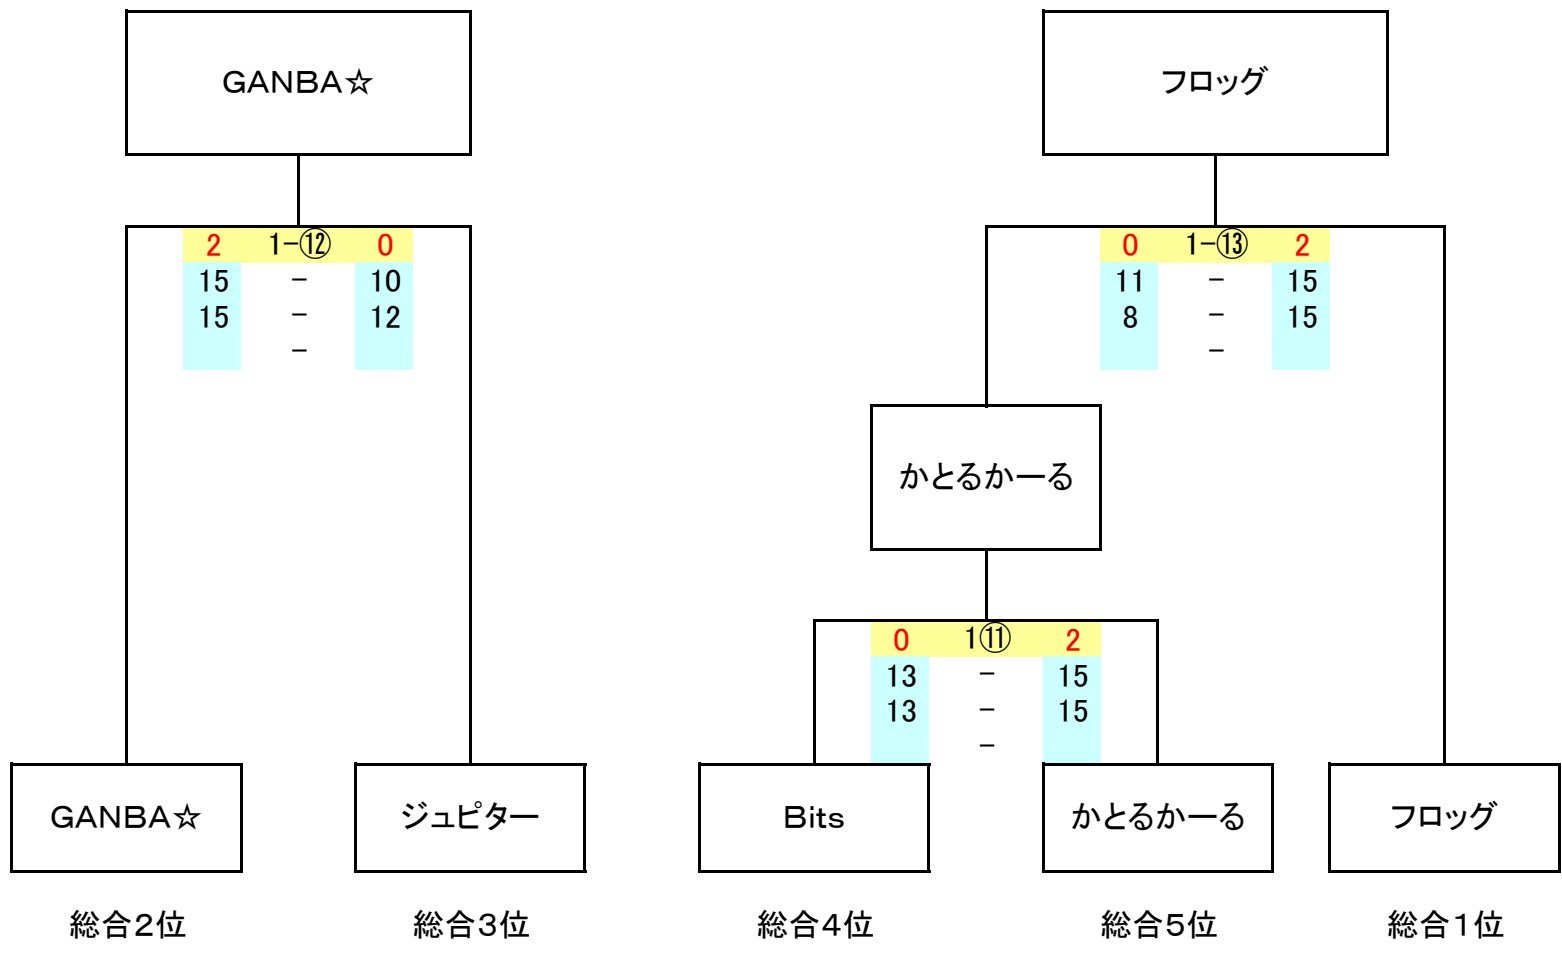 GANBA☆ フロッグ
2 1-⑫ 0 0 1-⑬ 2
15 - 10 11 - 15
15 - 12 8 - 15
- -
かとるかーる
0 1⑪ 2
13 - 15
13 - 15
-
GANBA☆ ジュピター Bits かとるかーる フロッグ
総合2位 総合3位 総合4位 総合5位 総合1位